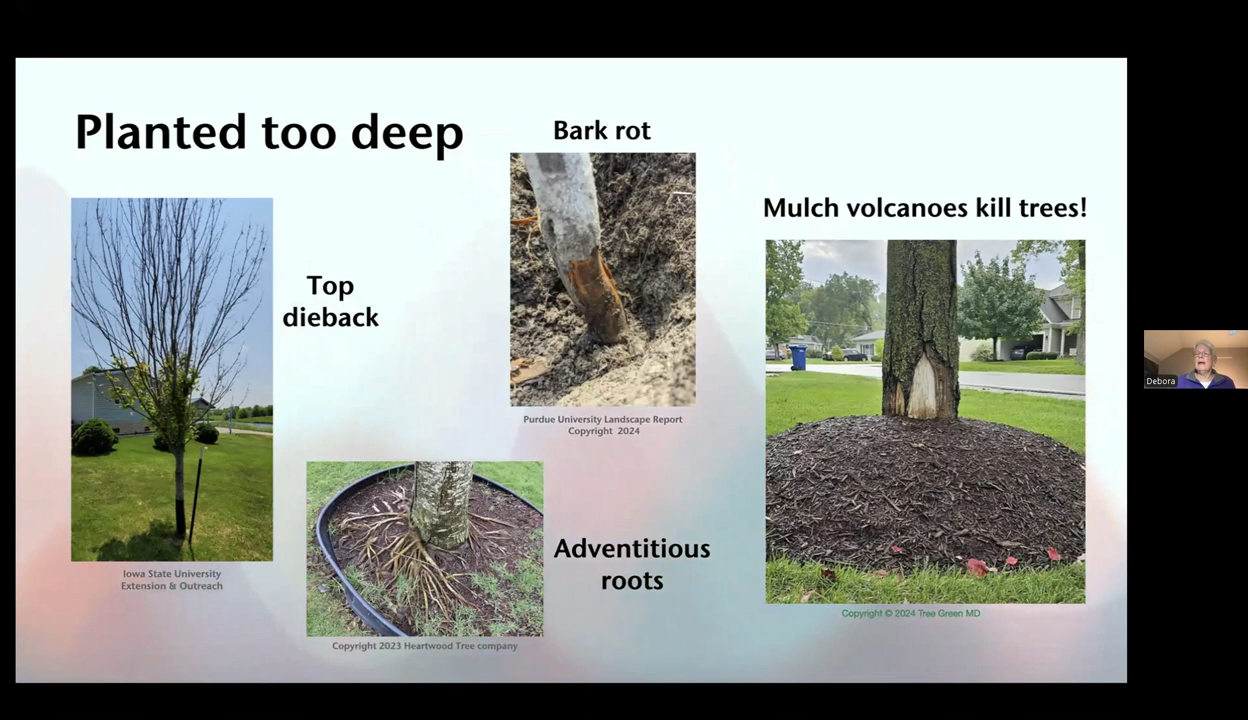 Planted too deep
Bark rot
Mulch volcanoes kill trees!
Top
dieback
Purdue University Landscape Report
Copyright 2024
Adventitious
roots
Iowa State University
Extension & Outreach
Copyright © 2024 Tree Green MD
Copyright 2023 Heartwood Tree company
Debora